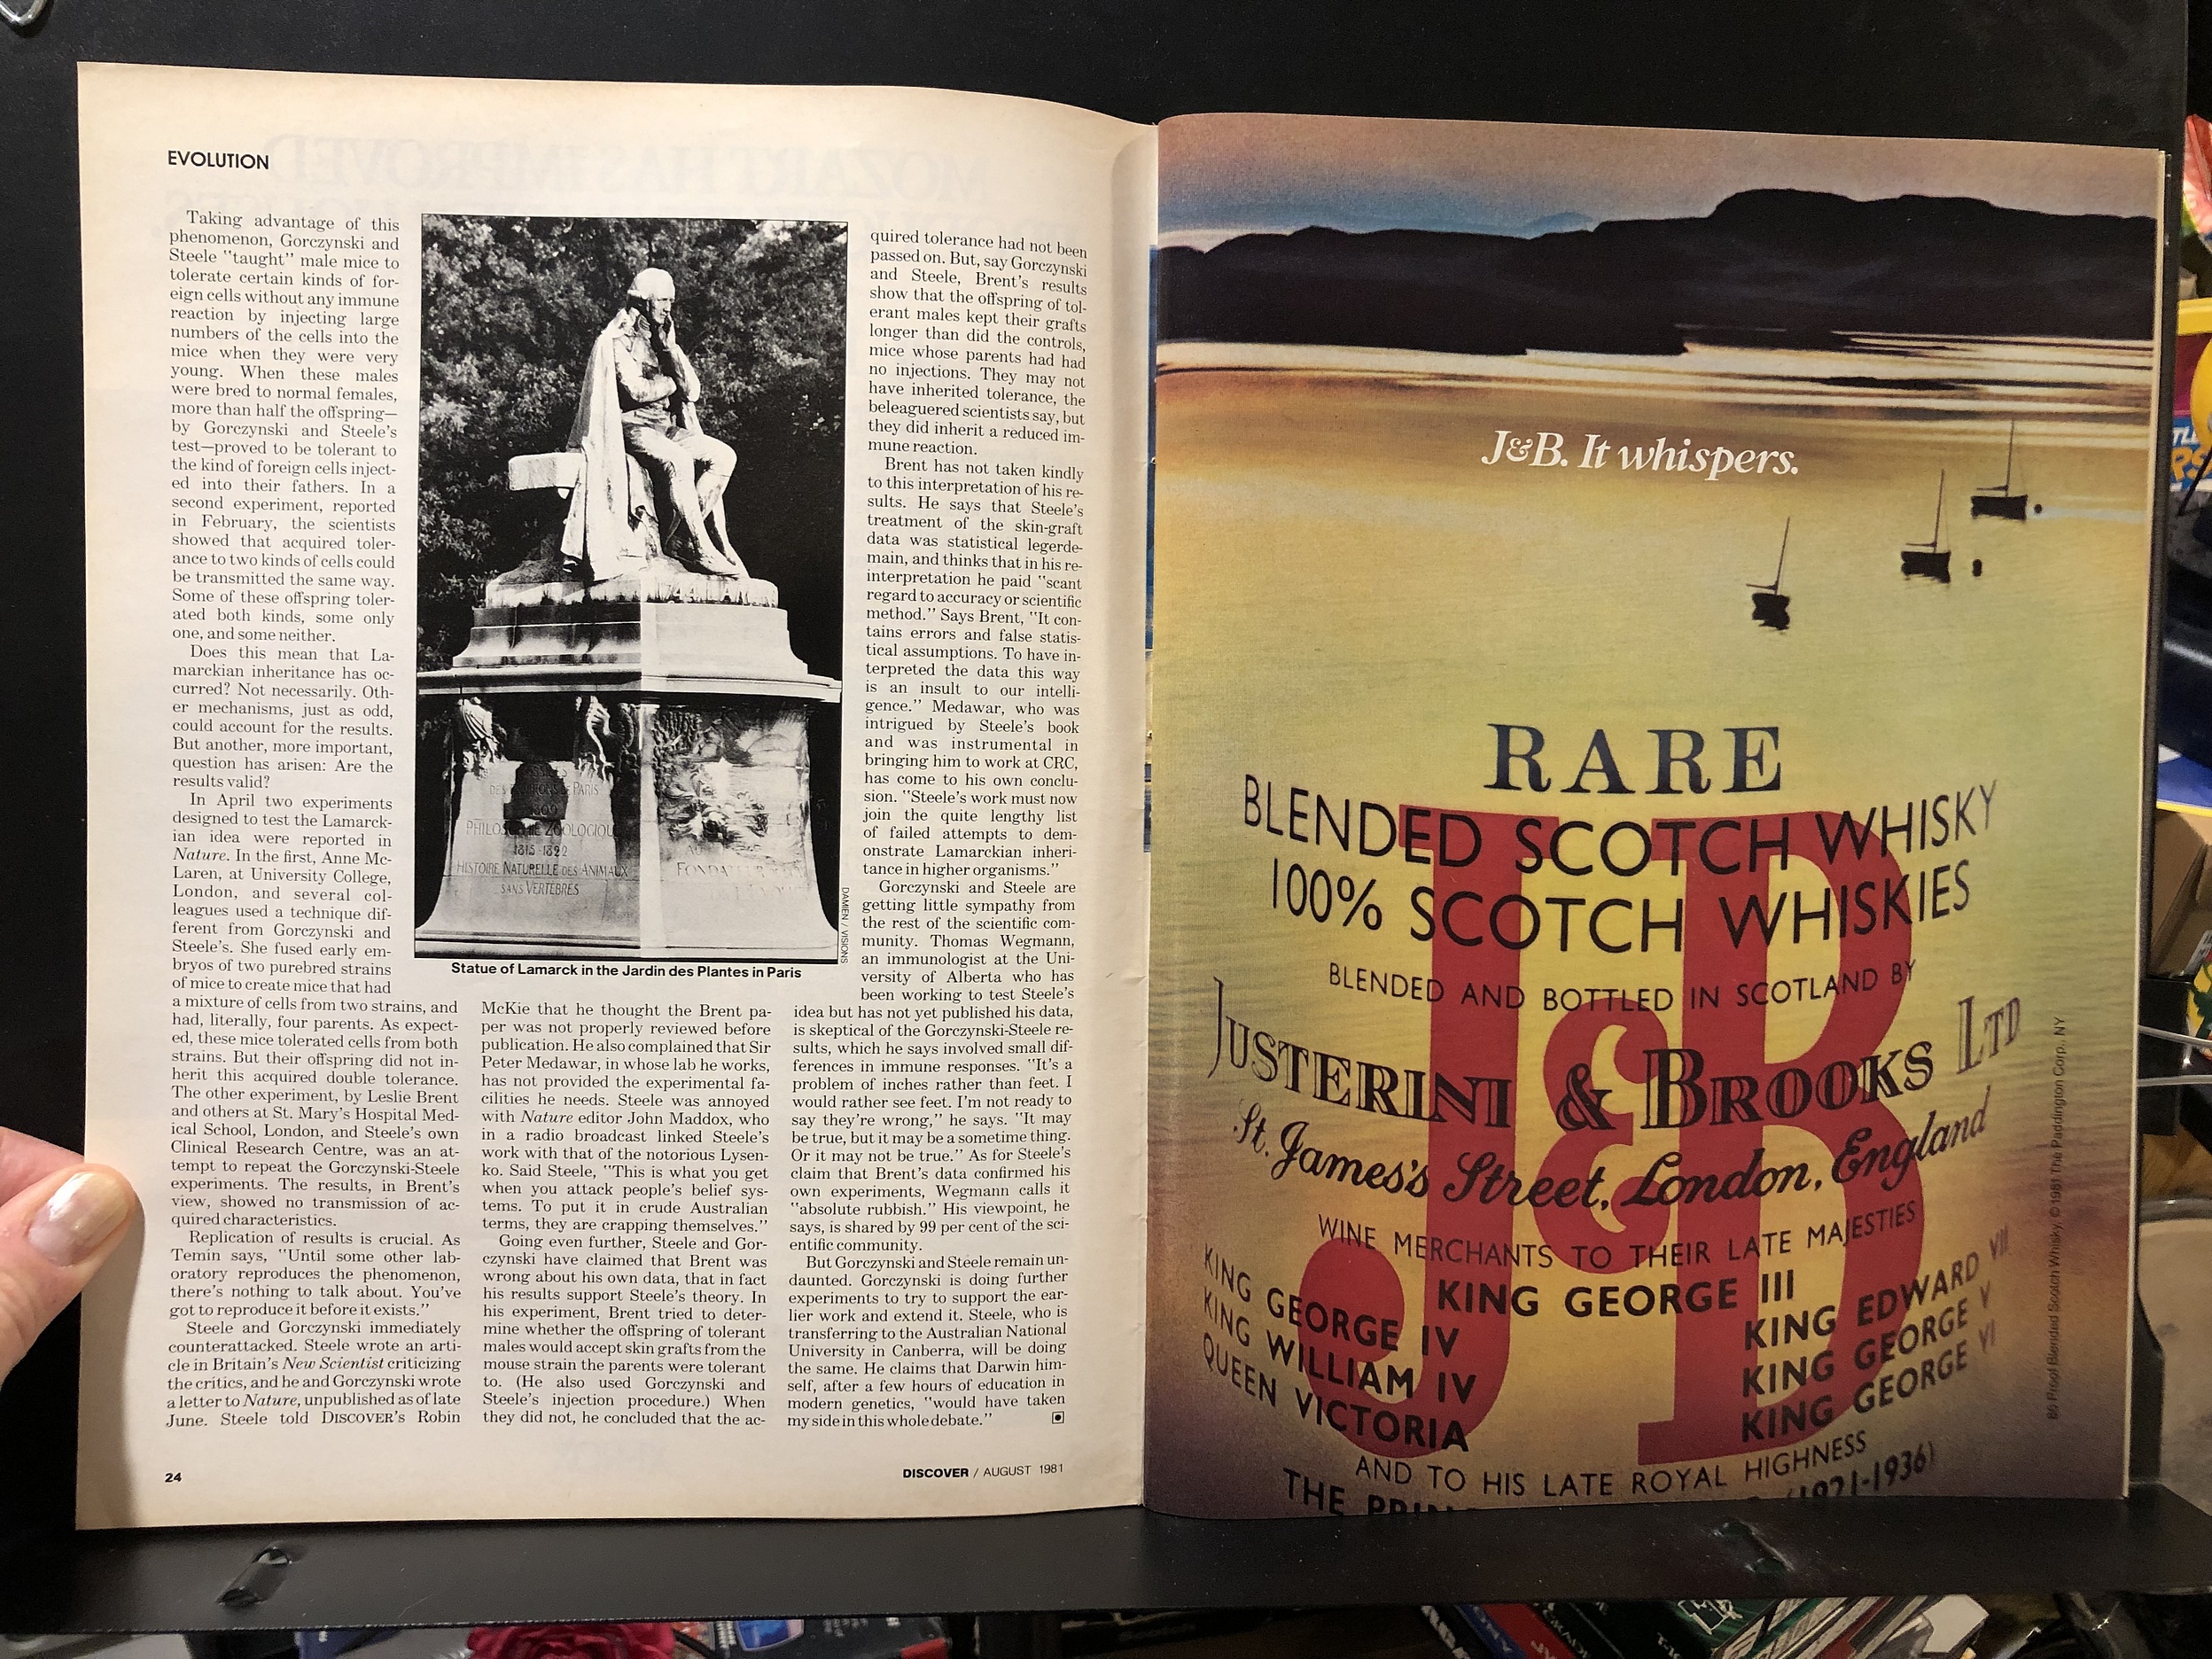 EVOLUTION
Taking advantage of this
phenomenon, Gorczynski and
Steele "taught" male mice to
tolerate certain kinds of for-
eign cells without any immune
reaction by injecting large
numbers of the cells into the
mice when they were very
young. When these males
were bred to normal females,
more than half the offspring—
by Gorczynski and Steele's
test—proved to be tolerant to
the kind of foreign cells inject-
ed into their fathers. In a
second experiment, reported
in February, the scientists
showed that acquired toler-
ance to two kinds of cells could
be transmitted the same way.
Some of these offspring toler-
ated both kinds, some only
one, and some neither.
Does this mean that La-
marckian inheritance has oc-
curred? Not necessarily. Oth-
er mechanisms, just as odd,
could account for the results.
But another, more important,
question has arisen: Are the
results valid?
In April two experiments
designed to test the Lamarck-
ian idea were reported in
Nature. In the first, Anne Mc-
Laren, at University College,
London, and several col-
leagues used a technique dif-
ferent from Gorczynski and
Steele's. She fused early em-
bryos of two purebred strains
of mice to create mice that had
a mixture of cells from two strains, and
had, literally, four parents. As expect-
ed, these mice tolerated cells from both
strains. But their offspring did not in-
herit this acquired double tolerance.
The other experiment, by Leslie Brent
and others at St. Mary's Hospital Med-
ical School, London, and Steele's own
Clinical Research Centre, was an at-
tempt to repeat the Gorczynski-Steele
experiments. The results, in Brent's
view, showed no transmission of ac-
quired characteristics.
Replication of results is crucial. As
Temin says, "Until some other lab-
oratory reproduces the phenomenon,
there's nothing to talk about. You've
got to reproduce it before it exists."
Steele and Gorczynski immediately
counterattacked. Steele wrote an arti-
cle in Britain's New Scientist criticizing
the critics, and he and Gorczynski wrote
a letter to Nature, unpublished as of late
June. Steele told DISCOVER's Robin
DES PARIS
1809
PHILOSOPHIE ZOOLOGIQUE
1815-1822
HISTOIRE NATURELLE DES ANIMAUX
SANS VERTEBRES
DAMIEN / VISIONS
Statue of Lamarck in the Jardin des Plantes in Paris
McKie that he thought the Brent pa-
per was not properly reviewed before
publication. He also complained that Sir
Peter Medawar, in whose lab he works,
has not provided the experimental fa-
cilities he needs. Steele was annoyed
with Nature editor John Maddox, who
in a radio broadcast linked Steele's
work with that of the notorious Lysen-
ko. Said Steele, "This is what you get
when you attack people's belief sys-
tems. To put it in crude Australian
terms, they are crapping themselves."
Going even further, Steele and Gor-
czynski have claimed that Brent was
wrong about his own data, that in fact
his results support Steele's theory. In
his experiment, Brent tried to deter-
mine whether the offspring of tolerant
males would accept skin grafts from the
mouse strain the parents were tolerant
to. (He also used Gorczynski and
Steele's injection procedure.) When
they did not, he concluded that the ac-
quired tolerance had not been
passed on. But, say Gorczynski
and Steele, Brent's results
show that the offspring of tol-
erant males kept their grafts
longer than did the controls,
mice whose parents had had
no injections. They may not
have inherited tolerance, the
beleaguered scientists say, but
they did inherit a reduced im-
mune reaction.
Brent has not taken kindly
to this interpretation of his re-
sults. He says that Steele's
treatment of the skin-graft
data was statistical legerde-
main, and thinks that in his re-
interpretation he paid "scant
regard to accuracy or scientific
method." Says Brent, "It con-
tains errors and false statis-
tical assumptions. To have in-
terpreted the data this way
is an insult to our intelli-
gence." Medawar, who was
intrigued by Steele's book
and was instrumental in
bringing him to work at CRC,
has come to his own conclu-
sion. "Steele's work must now
join the quite lengthy list
of failed attempts to dem-
onstrate Lamarckian inheri-
tance in higher organisms."
Gorczynski and Steele are
getting little sympathy from
the rest of the scientific com-
munity. Thomas Wegmann,
an immunologist at the Uni-
versity of Alberta who has
been working to test Steele's
idea but has not yet published his data,
is skeptical of the Gorczynski-Steele re-
sults, which he says involved small dif-
ferences in immune responses. "It's a
problem of inches rather than feet. I
would rather see feet. I'm not ready to
say they're wrong," he says. "It may
be true, but it may be a sometime thing.
Or it may not be true." As for Steele's
claim that Brent's data confirmed his
own experiments, Wegmann calls it
"absolute rubbish." His viewpoint, he
says, is shared by 99 per cent of the sci-
entific community.
But Gorczynski and Steele remain un-
daunted. Gorczynski is doing further
experiments to try to support the ear-
lier work and extend it. Steele, who is
transferring to the Australian National
University in Canberra, will be doing
the same. He claims that Darwin him-
self, after a few hours of education in
modern genetics, "would have taken
my side in this whole debate."
24
DISCOVER / AUGUST 1981
J&B. It whispers.
RARE
BLENDED SCOTCH WHISKY
100% SCOTCH WHISKIES
BLENDED AND BOTTLED IN SCOTLAND BY
J&B
JUSTERINI & BROOKS LTD
St. James's Street, London, England
WINE MERCHANTS TO THEIR LATE MAJESTIES
KING GEORGE III
KING GEORGE IV
KING WILLIAM IV
QUEEN VICTORIA
KING EDWARD VII
KING GEORGE V
KING GEORGE VI
AND TO HIS LATE ROYAL HIGHNESS
THE (1921-1936)
86 Proof Blended Scotch Whisky, © 1981 The Paddington Corp., NY